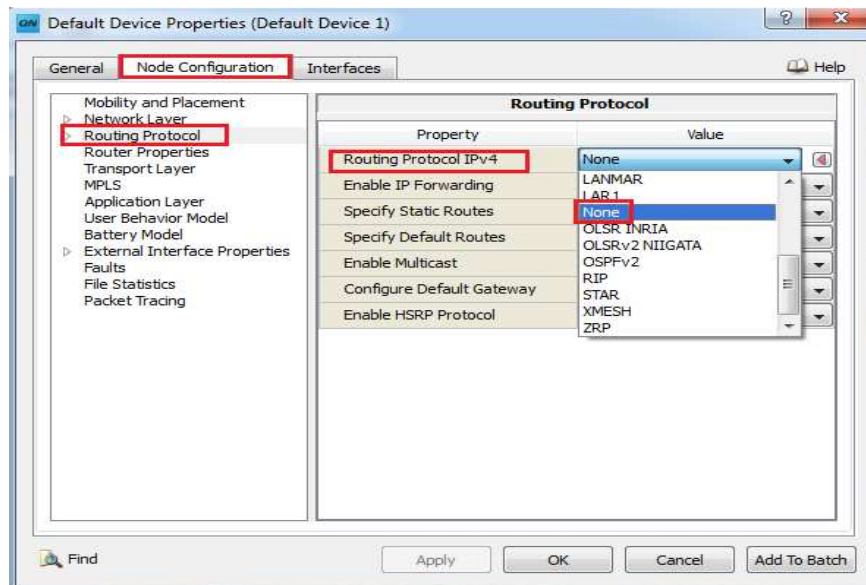 QN Default Device Properties (Default Device 1)
General Node Configuration Interfaces Help
Mobility and Placement
Network Layer
Routing Protocol
Router Properties
Transport Layer
MPLS
Application Layer
User Behavior Model
Battery Model
External Interface Properties
Faults
File Statistics
Packet Tracing
Routing Protocol
Property Value
Routing Protocol IPv4 None
Enable IP Forwarding
Specify Static Routes
Specify Default Routes
Enable Multicast
Configure Default Gateway
Enable HSRP Protocol
LANMAR
LAR1
None
OLSR INRIA
OLSRv2 NIIGATA
OSPFv2
RIP
STAR
XMESH
ZRP
Find Apply OK Cancel Add To Batch